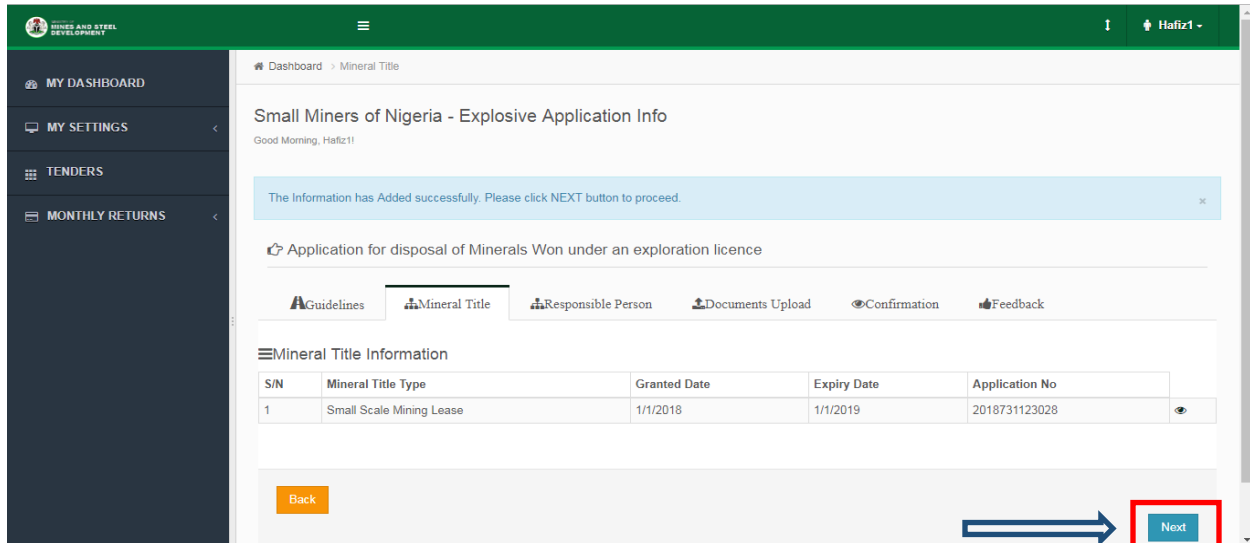 MINISTRY OF
MINES AND STEEL
DEVELOPMENT
Hafiz1
MY DASHBOARD
MY SETTINGS
TENDERS
MONTHLY RETURNS
Dashboard > Mineral Title
Small Miners of Nigeria - Explosive Application Info
Good Morning, Hafiz1!
The Information has Added successfully. Please click NEXT button to proceed. ×
Application for disposal of Minerals Won under an exploration licence
Guidelines Mineral Title Responsible Person Documents Upload Confirmation Feedback
Mineral Title Information
S/N Mineral Title Type Granted Date Expiry Date Application No
1 Small Scale Mining Lease 1/1/2018 1/1/2019 2018731123028
Back
Next